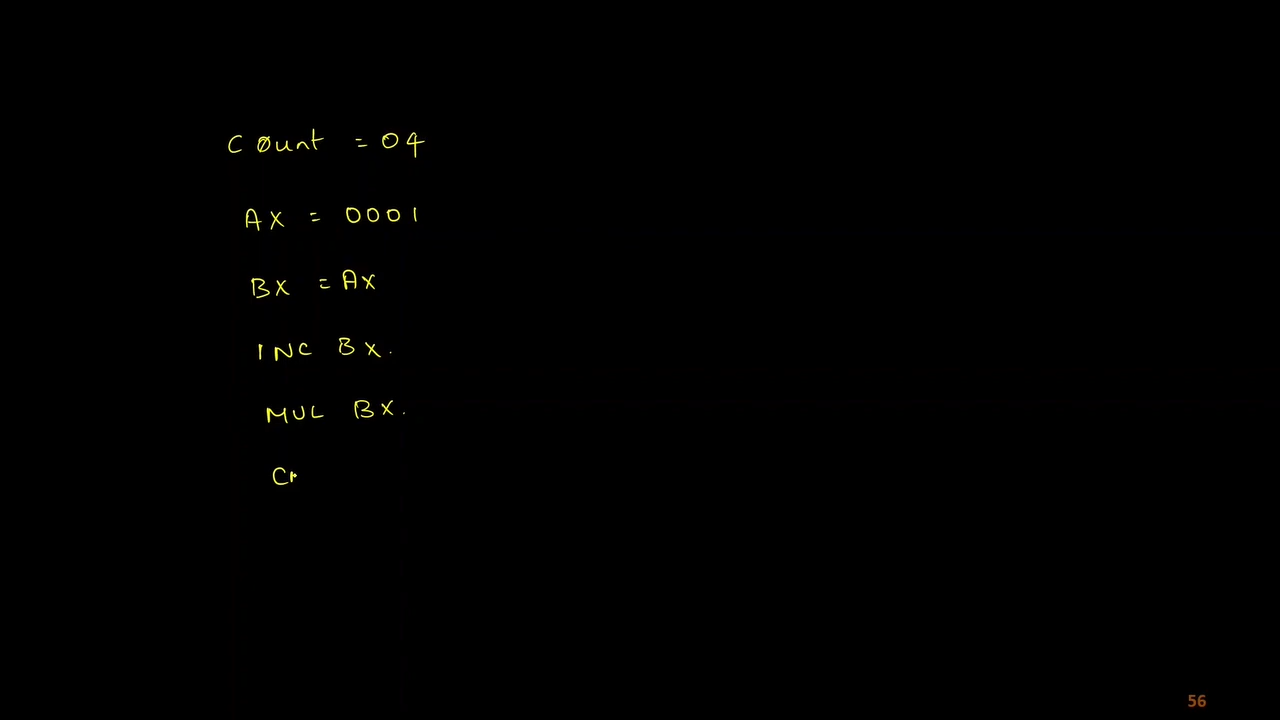 Count = 04
AX = 0001
BX = AX
INC BX.
MUL BX.
56